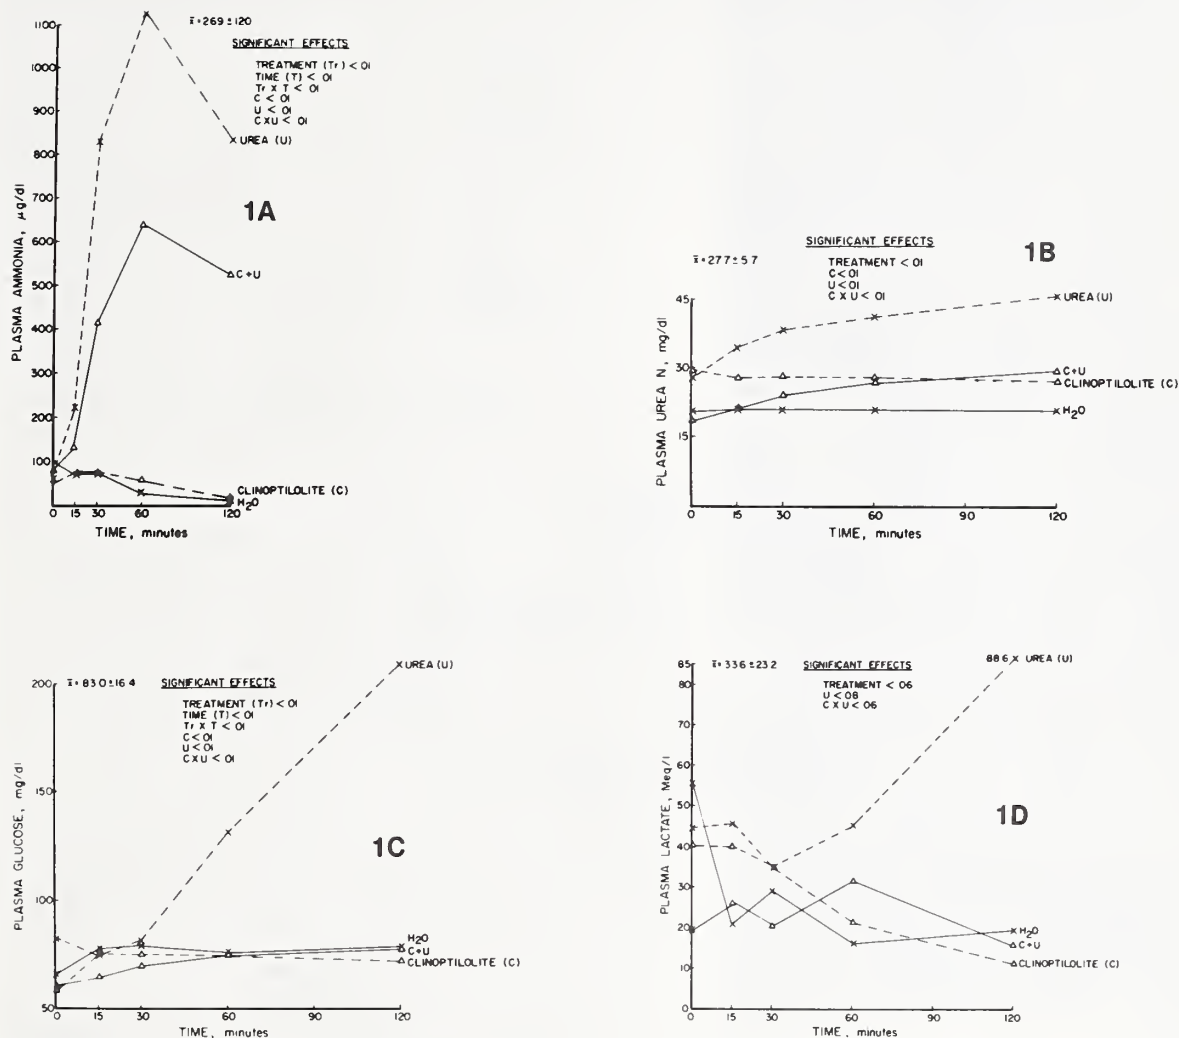 x̄=269±120
SIGNIFICANT EFFECTS
TREATMENT (Tr) < 01
TIME (T) < 01
Tr x T < 01
C < 01
U < 01
CXU < 01
1100
1000
900
800
700
600
500
400
300
200
100
PLASMA AMMONIA, µg/dl
UREA (U)
C+U
CLINOPTILOLITE (C)
H2O
0 15 30 60 120
TIME, minutes
1A
1B
SIGNIFICANT EFFECTS
x̄=277±57
TREATMENT < 01
C<01
U<01
C X U < 01
45
30
15
PLASMA UREA N, mg/dl
UREA (U)
C+U
CLINOPTILOLITE (C)
H2O
0 15 30 60 90 120
TIME, minutes
x̄=830±164
SIGNIFICANT EFFECTS
TREATMENT (Tr) < 01
TIME (T) < 01
Tr X T < 01
C < 01
U < 01
CXU < 01
200
150
100
50
PLASMA GLUCOSE, mg/dl
UREA (U)
1C
H2O
C+U
CLINOPTILOLITE (C)
0 15 30 60 90 120
TIME, minutes
x̄=336±232
SIGNIFICANT EFFECTS
TREATMENT < 06
U < 08
C X U < 06
85
80
70
60
50
40
30
20
10
0
PLASMA LACTATE, Meq/l
886 UREA (U)
1D
H2O
C+U
CLINOPTILOLITE (C)
0 15 30 60 90 120
TIME, minutes